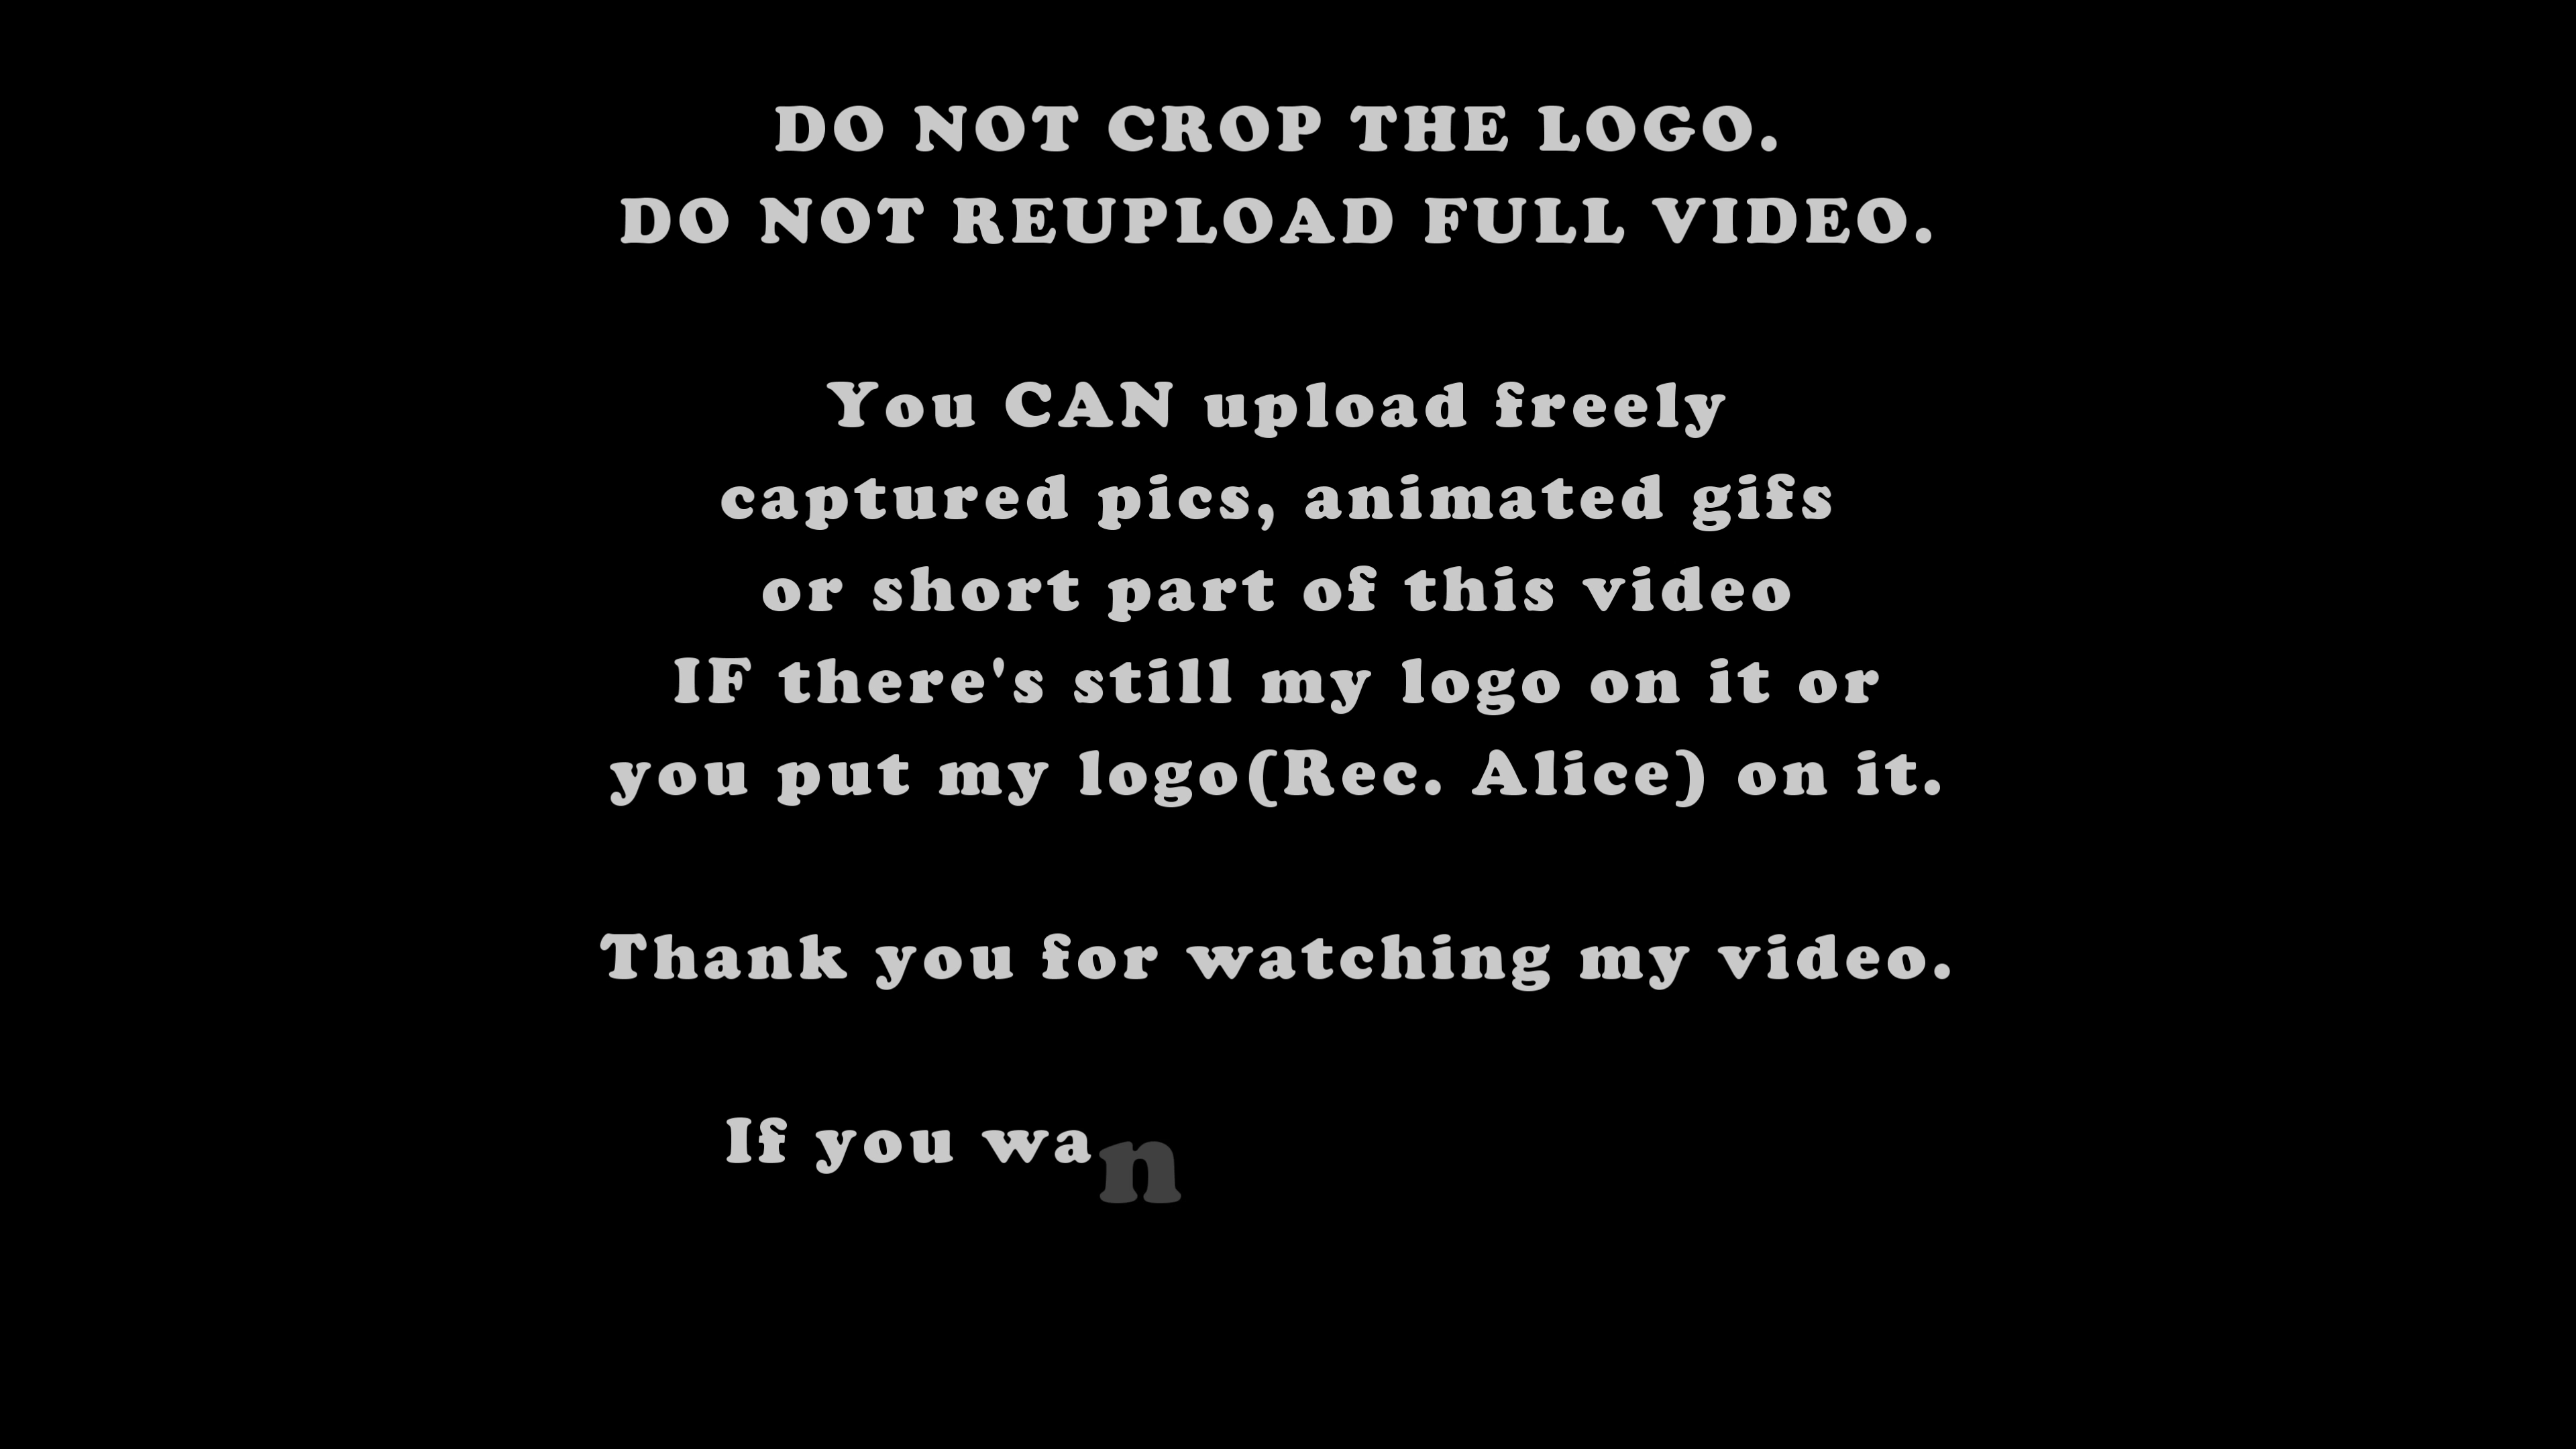 DO NOT CROP THE LOGO.
DO NOT REUPLOAD FULL VIDEO.
You CAN upload freely
captured pics, animated gifs
or short part of this video
IF there's still my logo on it or
you put my logo(Rec. Alice) on it.
Thank you for watching my video.
If you wan